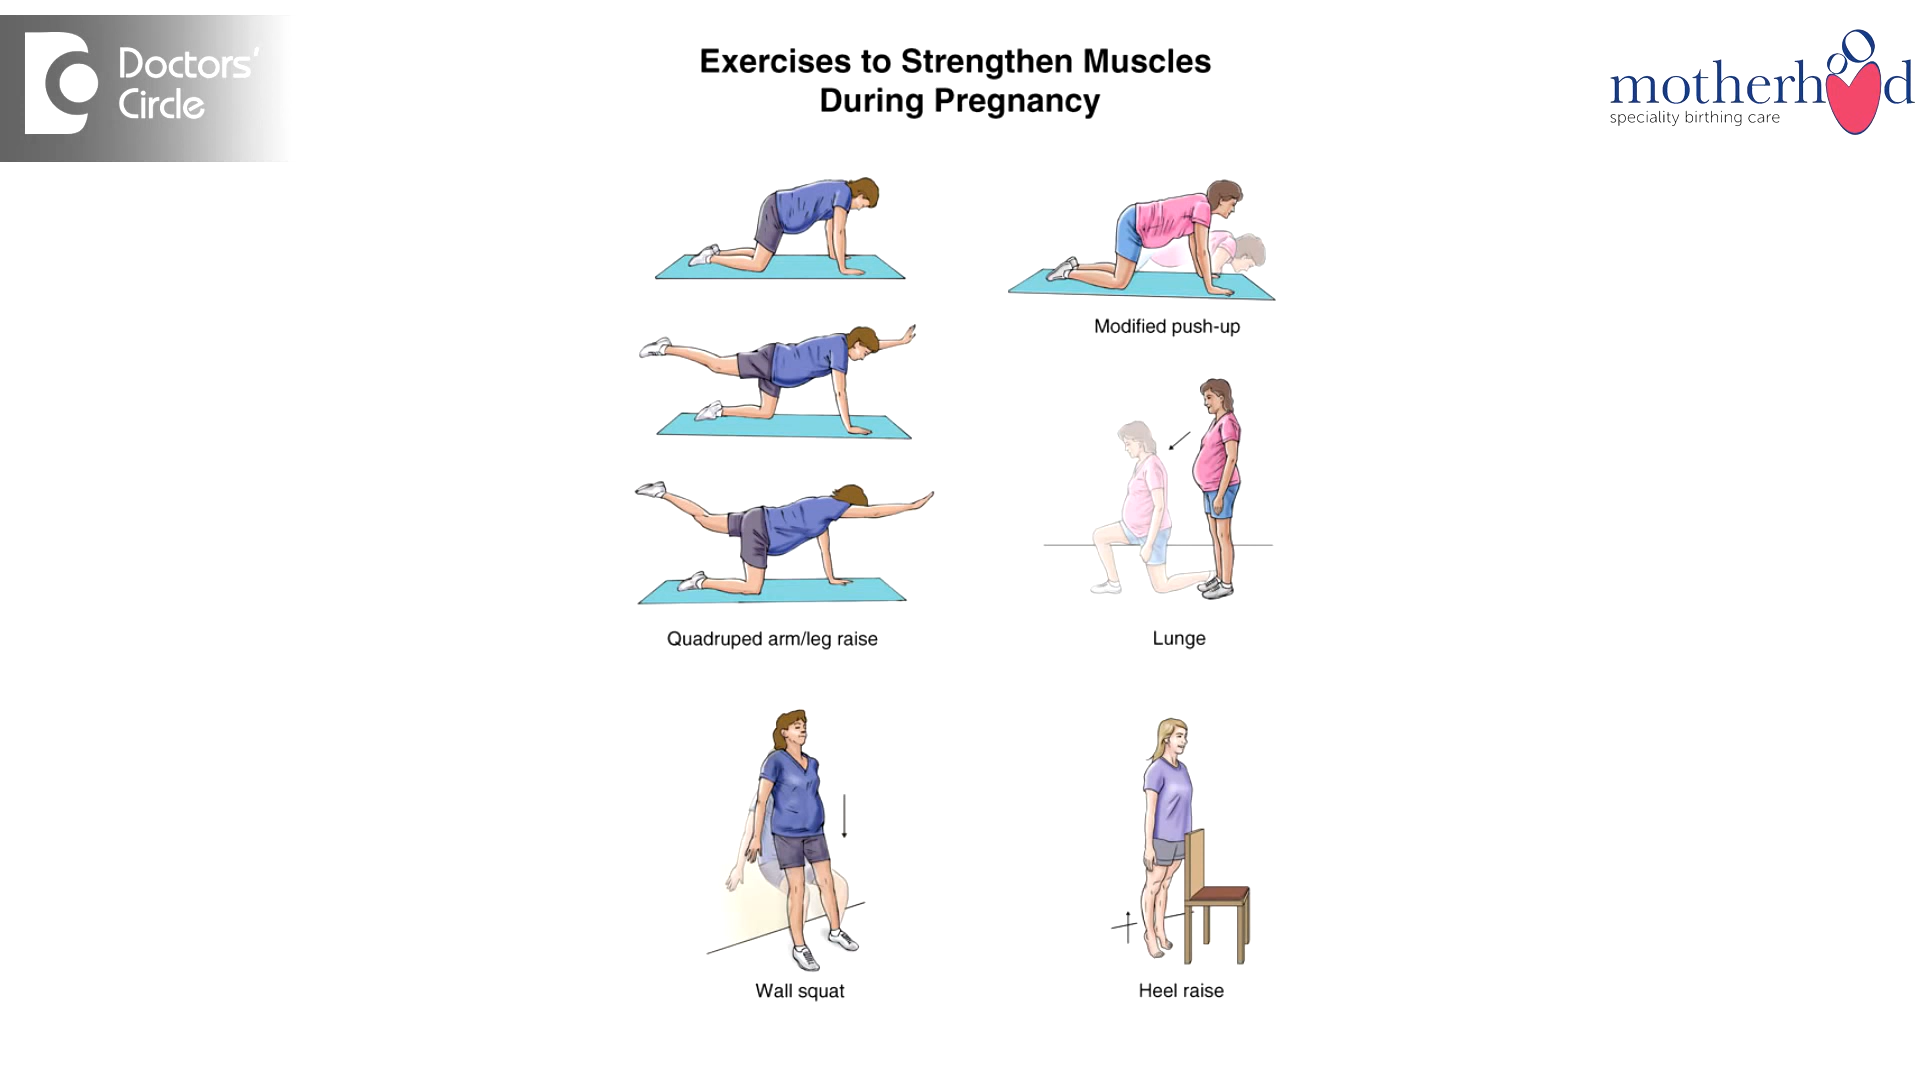 Doctors'
Circle
Exercises to Strengthen Muscles
During Pregnancy
motherhood
speciality birthing care
Modified push-up
Quadruped arm/leg raise
Lunge
Wall squat
Heel raise